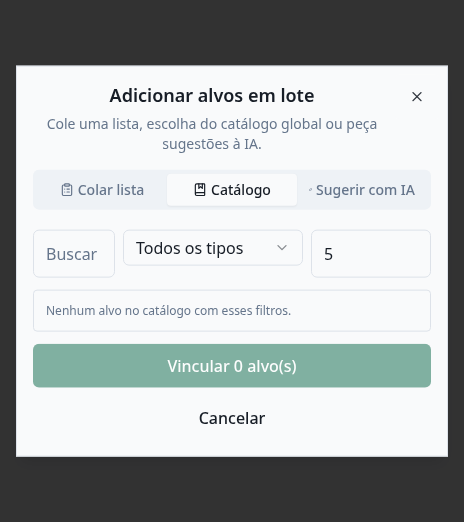 Adicionar alvos em lote
Cole uma lista, escolha do catálogo global ou peça
sugestões à IA.
Colar lista
Catálogo
Sugerir com IA
Buscar
Todos os tipos
5
Nenhum alvo no catálogo com esses filtros.
Vincular 0 alvo(s)
Cancelar